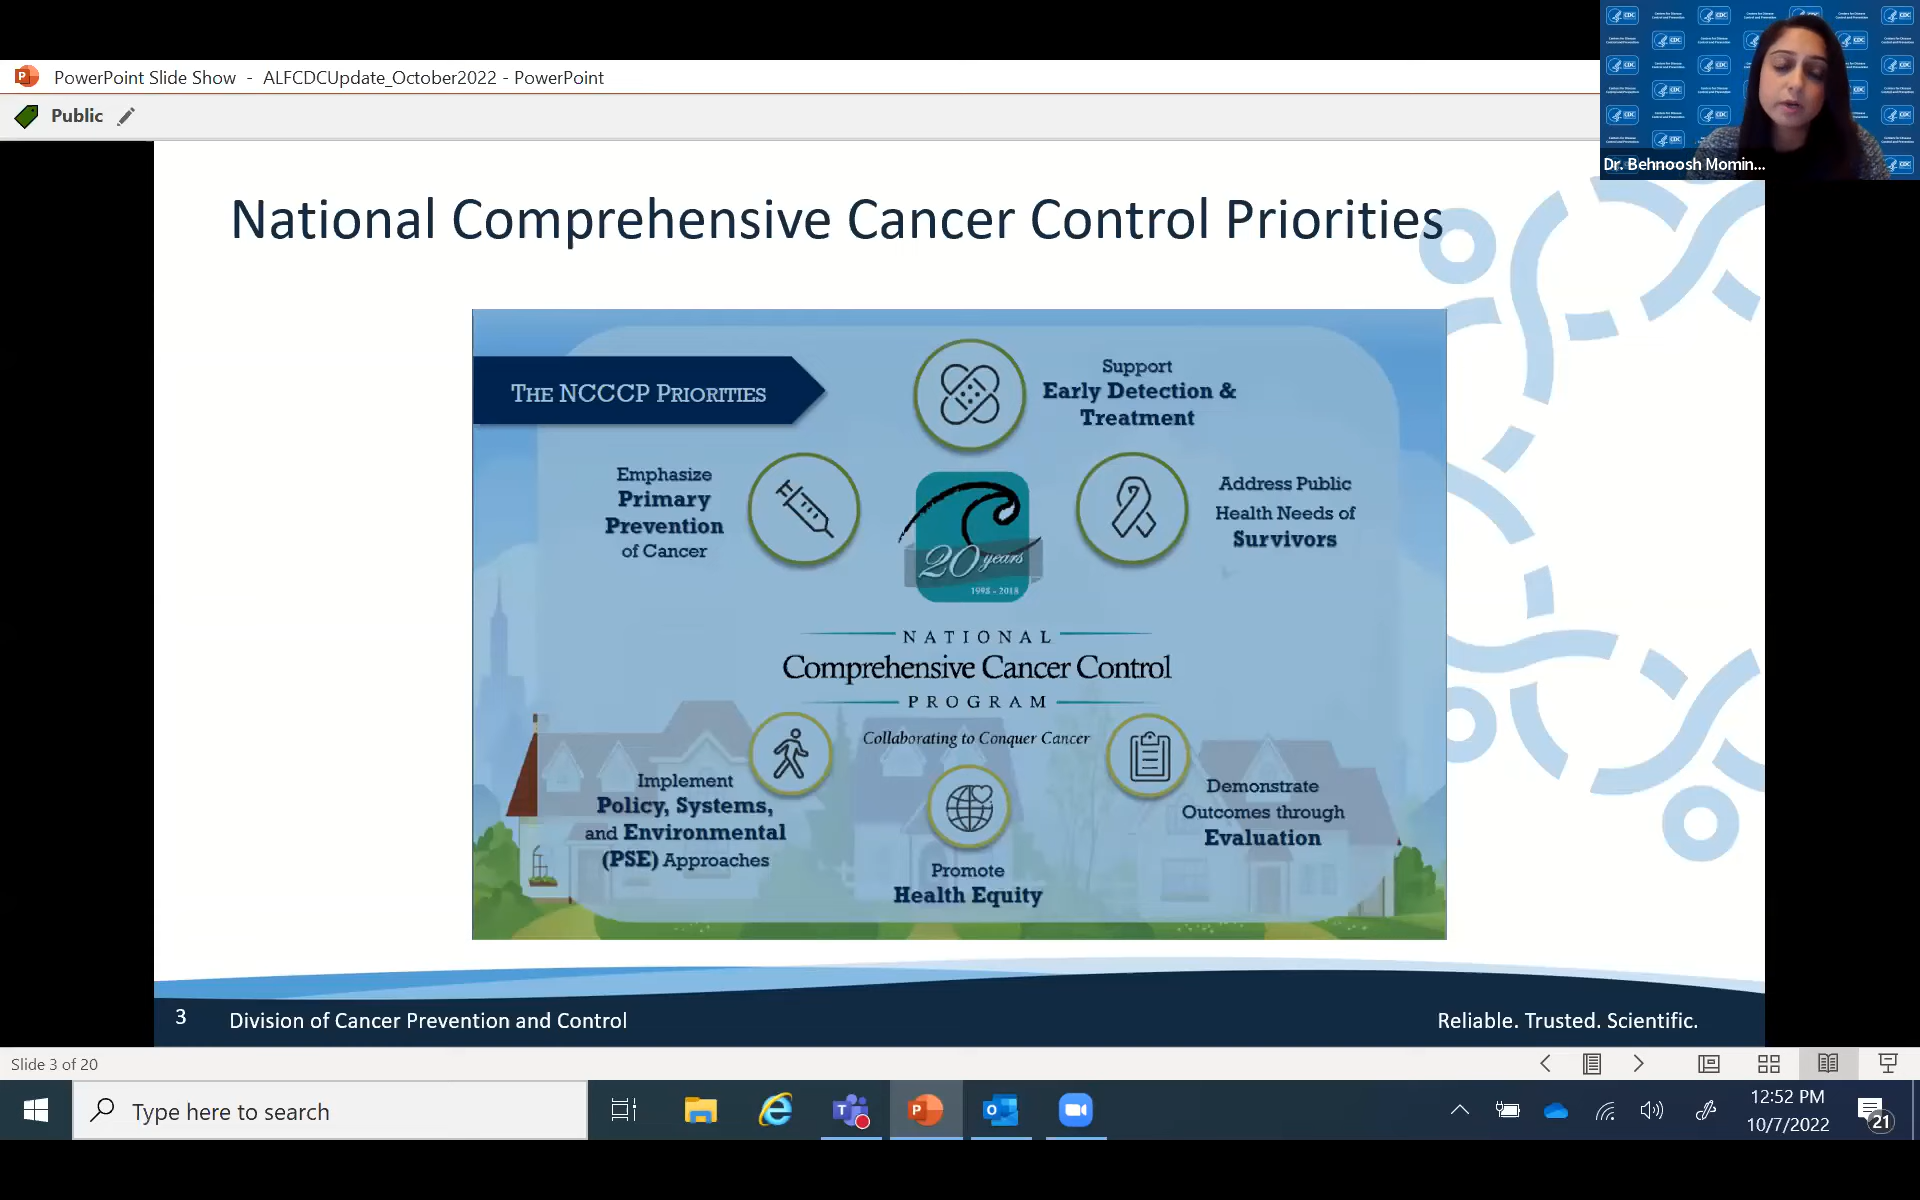 PowerPoint Slide Show - ALFCDCUpdate_October2022 - PowerPoint
Public
Dr. Behnoosh Momin...
National Comprehensive Cancer Control Priorities
THE NCCCP PRIORITIES
Support
Early Detection &
Treatment
Emphasize
Primary
Prevention
of Cancer
Address Public
Health Needs of
Survivors
20 years
1998 - 2018
NATIONAL
Comprehensive Cancer Control
PROGRAM
Collaborating to Conquer Cancer
Implement
Policy, Systems,
and Environmental
(PSE) Approaches
Demonstrate
Outcomes through
Evaluation
Promote
Health Equity
3
Division of Cancer Prevention and Control
Reliable. Trusted. Scientific.
Slide 3 of 20
Type here to search
12:52 PM
10/7/2022
21